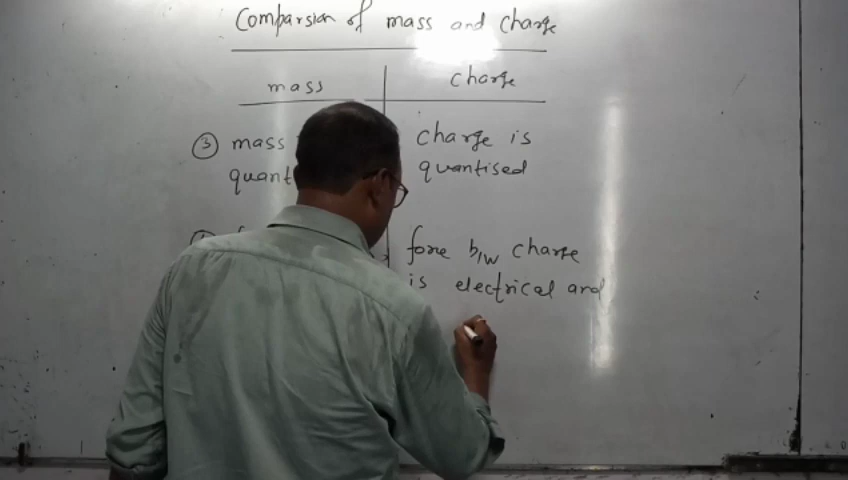 Comparsion of mass and charge
mass charge
③ mass charge is
quant quantised
force b/w charge
is electrical and